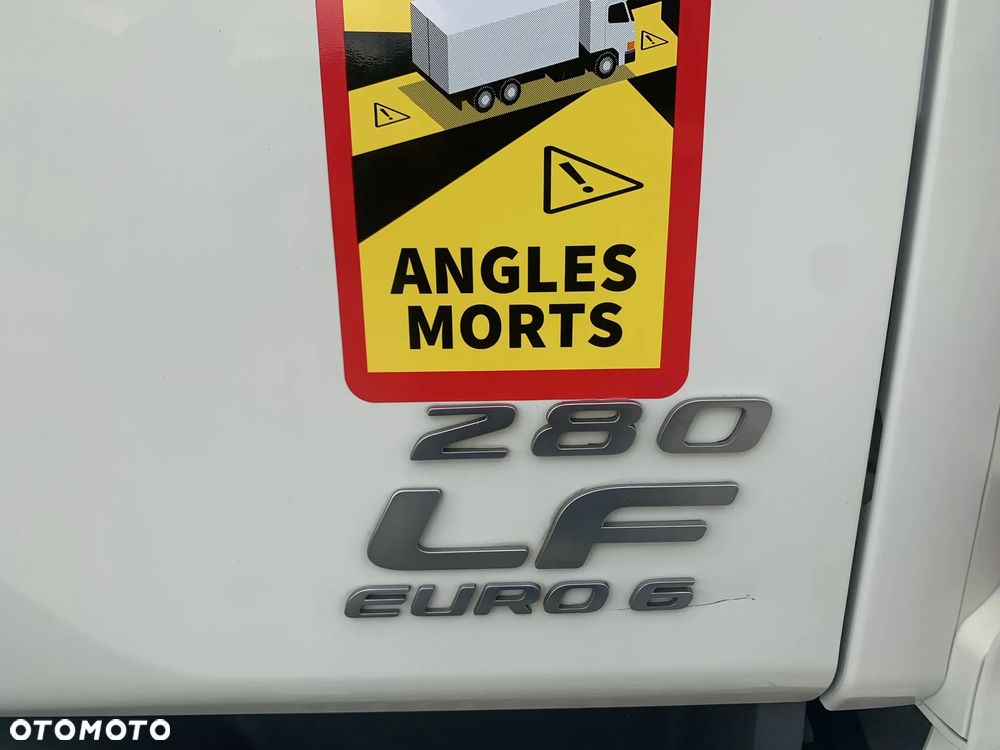 ANGLES
MORTS
280
LF
EURO 6
OTOMOTO